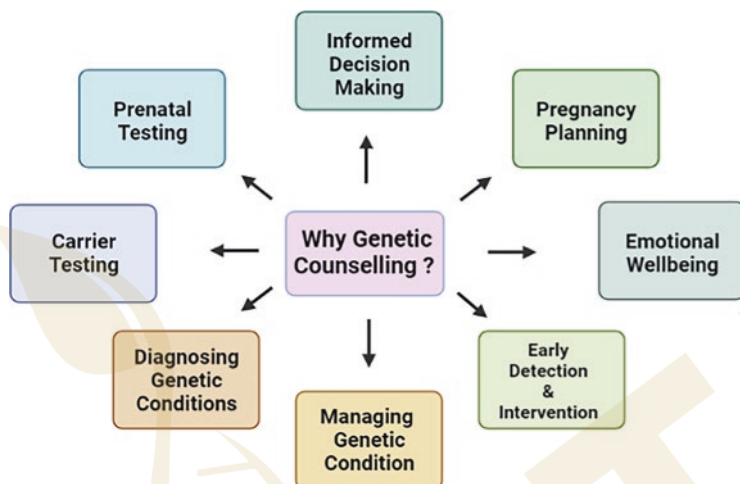 Informed
Decision
Making
Prenatal
Testing
Pregnancy
Planning
Carrier
Testing
Why Genetic
Counselling ?
Emotional
Wellbeing
Diagnosing
Genetic
Conditions
Managing
Genetic
Condition
Early
Detection
&
Intervention